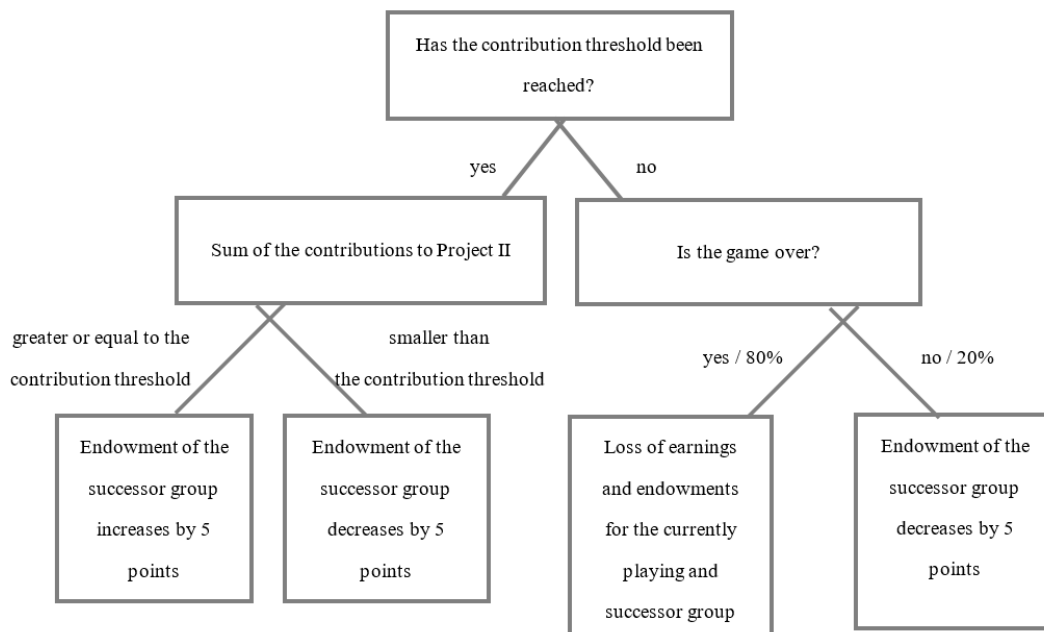 Has the contribution threshold been
reached?
yes
no
Sum of the contributions to Project II
Is the game over?
greater or equal to the
contribution threshold
smaller than
the contribution threshold
yes / 80%
no / 20%
Endowment of the
successor group
increases by 5
points
Endowment of the
successor group
decreases by 5
points
Loss of earnings
and endowments
for the currently
playing and
successor group
Endowment of the
successor group
decreases by 5
points